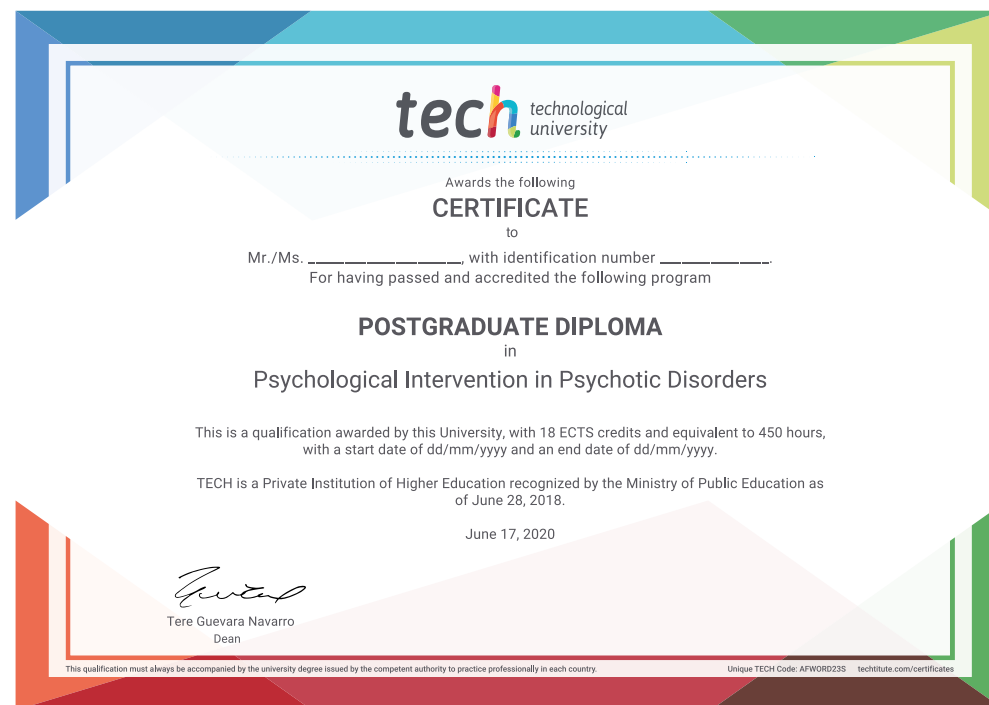 tech technological
university
Awards the following
CERTIFICATE
to
Mr./Ms. ____________________, with identification number ______________.
For having passed and accredited the following program
POSTGRADUATE DIPLOMA
in
Psychological Intervention in Psychotic Disorders
This is a qualification awarded by this University, with 18 ECTS credits and equivalent to 450 hours,
with a start date of dd/mm/yyyy and an end date of dd/mm/yyyy.
TECH is a Private Institution of Higher Education recognized by the Ministry of Public Education as
of June 28, 2018.
June 17, 2020
Tere Guevara Navarro
Dean
This qualification must always be accompanied by the university degree issued by the competent authority to practice professionally in each country.
Unique TECH Code: AFWORD23S techtitute.com/certificates